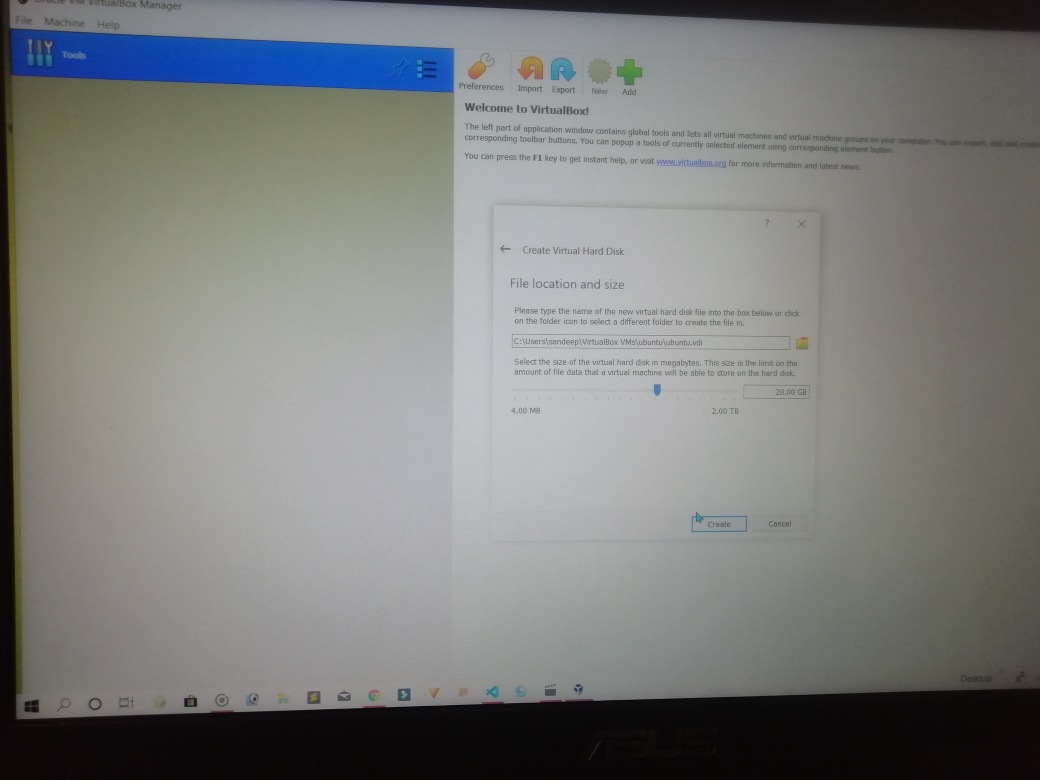 Oracle VM VirtualBox Manager
File Machine Help
Tools
Preferences Import Export New Add
Welcome to VirtualBox!
The left part of application window contains global tools and lists all virtual machines and virtual machine groups on your computer. You can import, add and create
corresponding toolbar buttons. You can popup a tools of currently selected element using corresponding element button.
You can press the F1 key to get instant help, or visit www.virtualbox.org for more information and latest news.
? X
← Create Virtual Hard Disk
File location and size
Please type the name of the new virtual hard disk file into the box below or click
on the folder icon to select a different folder to create the file in.
C:\Users\sandeep\VirtualBox VMs\ubuntu\ubuntu.vdi
Select the size of the virtual hard disk in megabytes. This size is the limit on the
amount of file data that a virtual machine will be able to store on the hard disk.
20.00 GB
4.00 MB 2.00 TB
Create Cancel
Desktop
ASUS